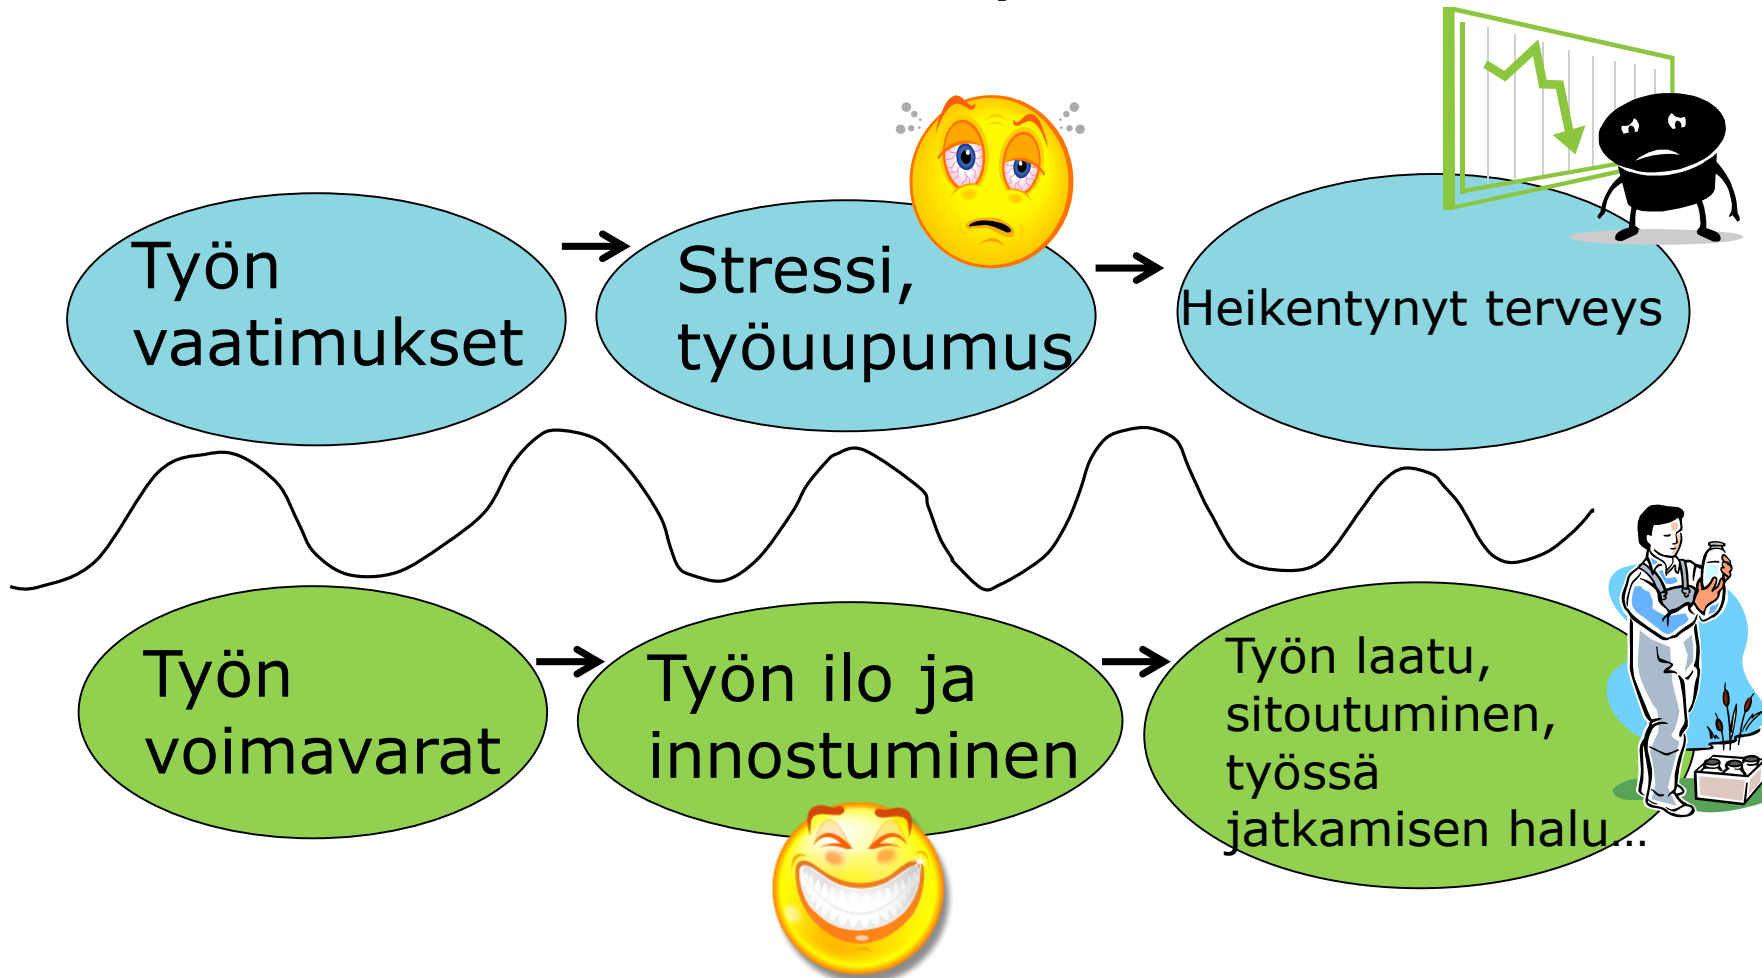 Työn
vaatimukset
Stressi,
työuupumus
Heikentynyt terveys
Työn
voimavarat
Työn ilo ja
innostuminen
Työn laatu,
sitoutuminen,
työssä
jatkamisen halu…